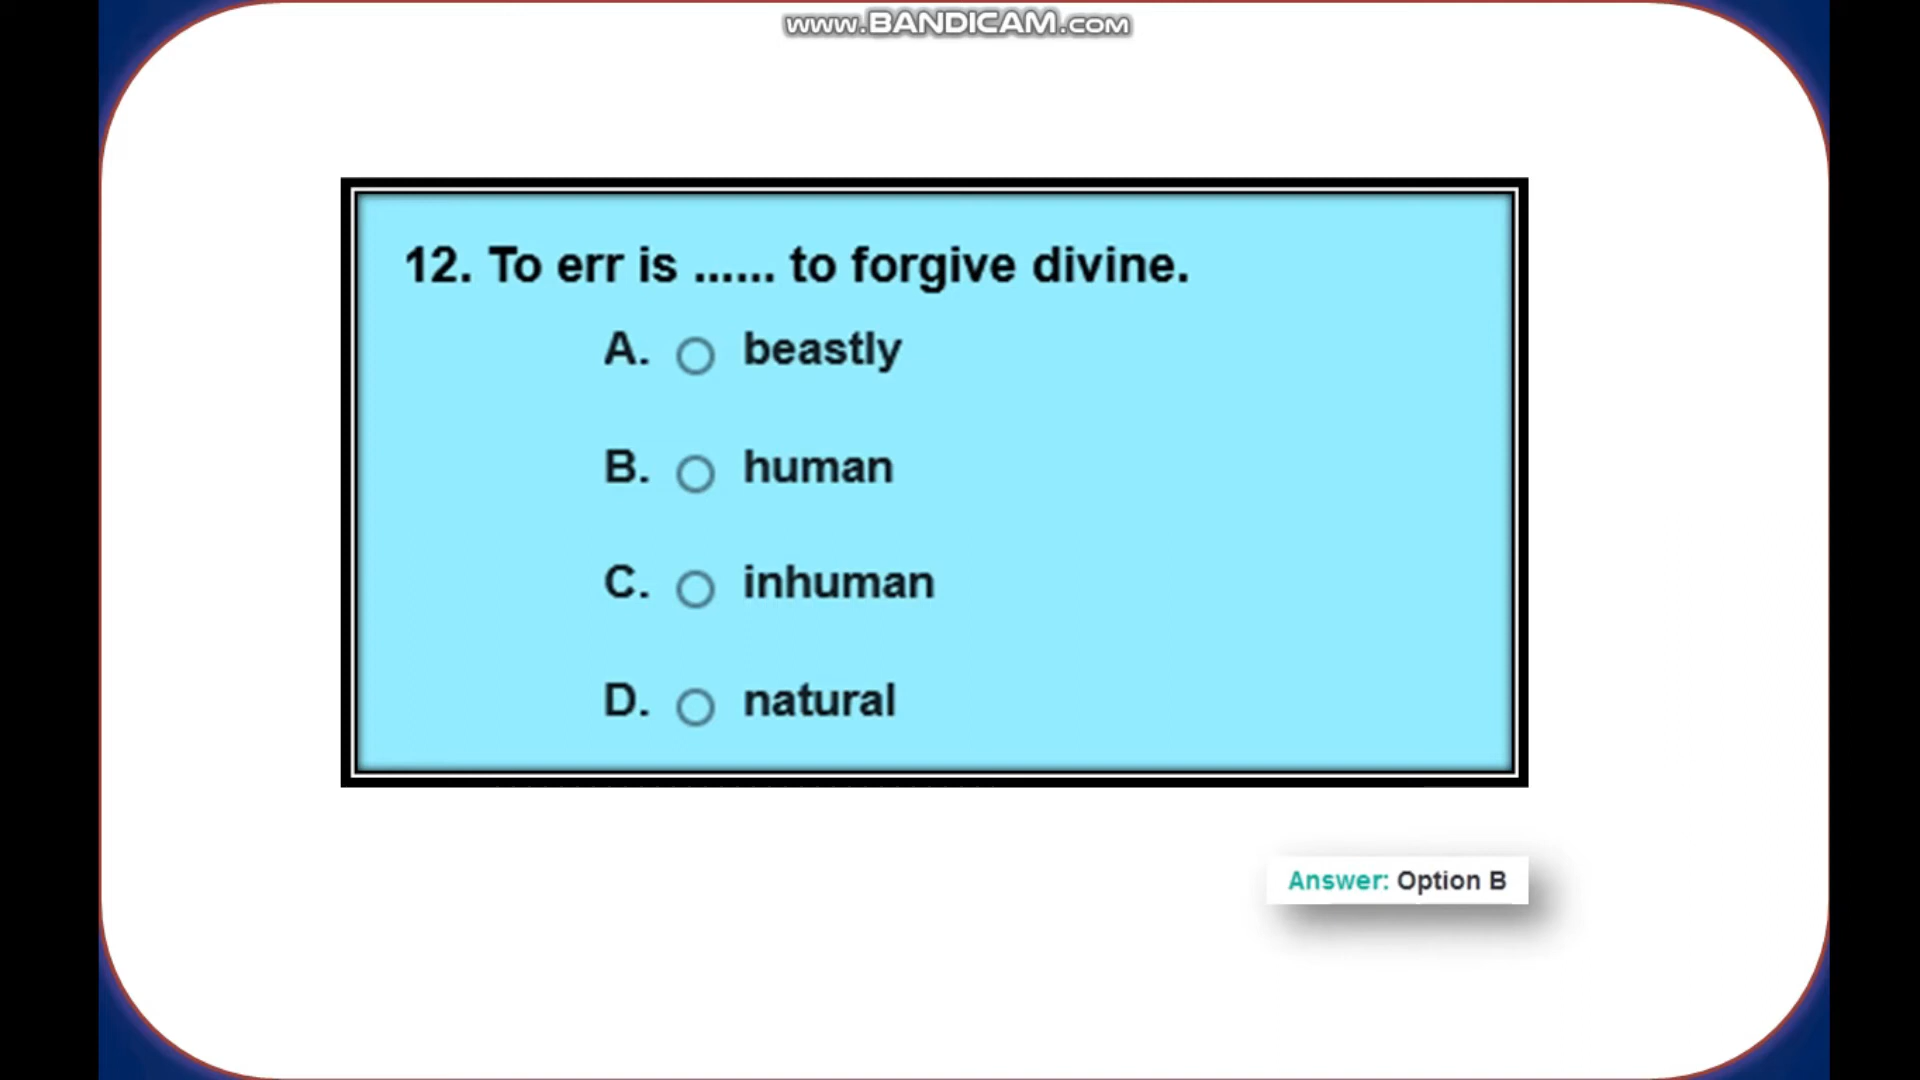 www.BANDICAM.com
12. To err is ...... to forgive divine.
A. beastly
B. human
C. inhuman
D. natural
Answer: Option B